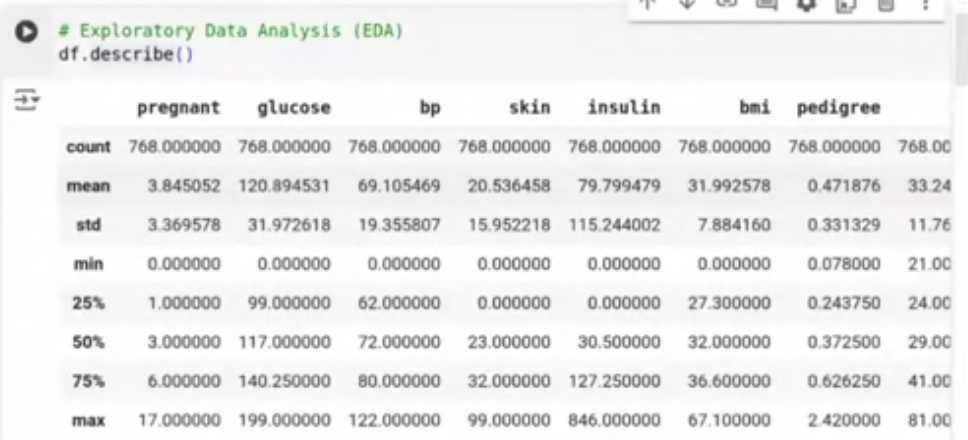 # Exploratory Data Analysis (EDA)
df.describe()
pregnant glucose bp skin insulin bmi pedigree
count 768.000000 768.000000 768.000000 768.000000 768.000000 768.000000 768.000000 768.00
mean 3.845052 120.894531 69.105469 20.536458 79.799479 31.992578 0.471876 33.24
std 3.369578 31.972618 19.355807 15.952218 115.244002 7.884160 0.331329 11.76
min 0.000000 0.000000 0.000000 0.000000 0.000000 0.000000 0.078000 21.00
25% 1.000000 99.000000 62.000000 0.000000 0.000000 27.300000 0.243750 24.00
50% 3.000000 117.000000 72.000000 23.000000 30.500000 32.000000 0.372500 29.00
75% 6.000000 140.250000 80.000000 32.000000 127.250000 36.600000 0.626250 41.00
max 17.000000 199.000000 122.000000 99.000000 846.000000 67.100000 2.420000 81.00